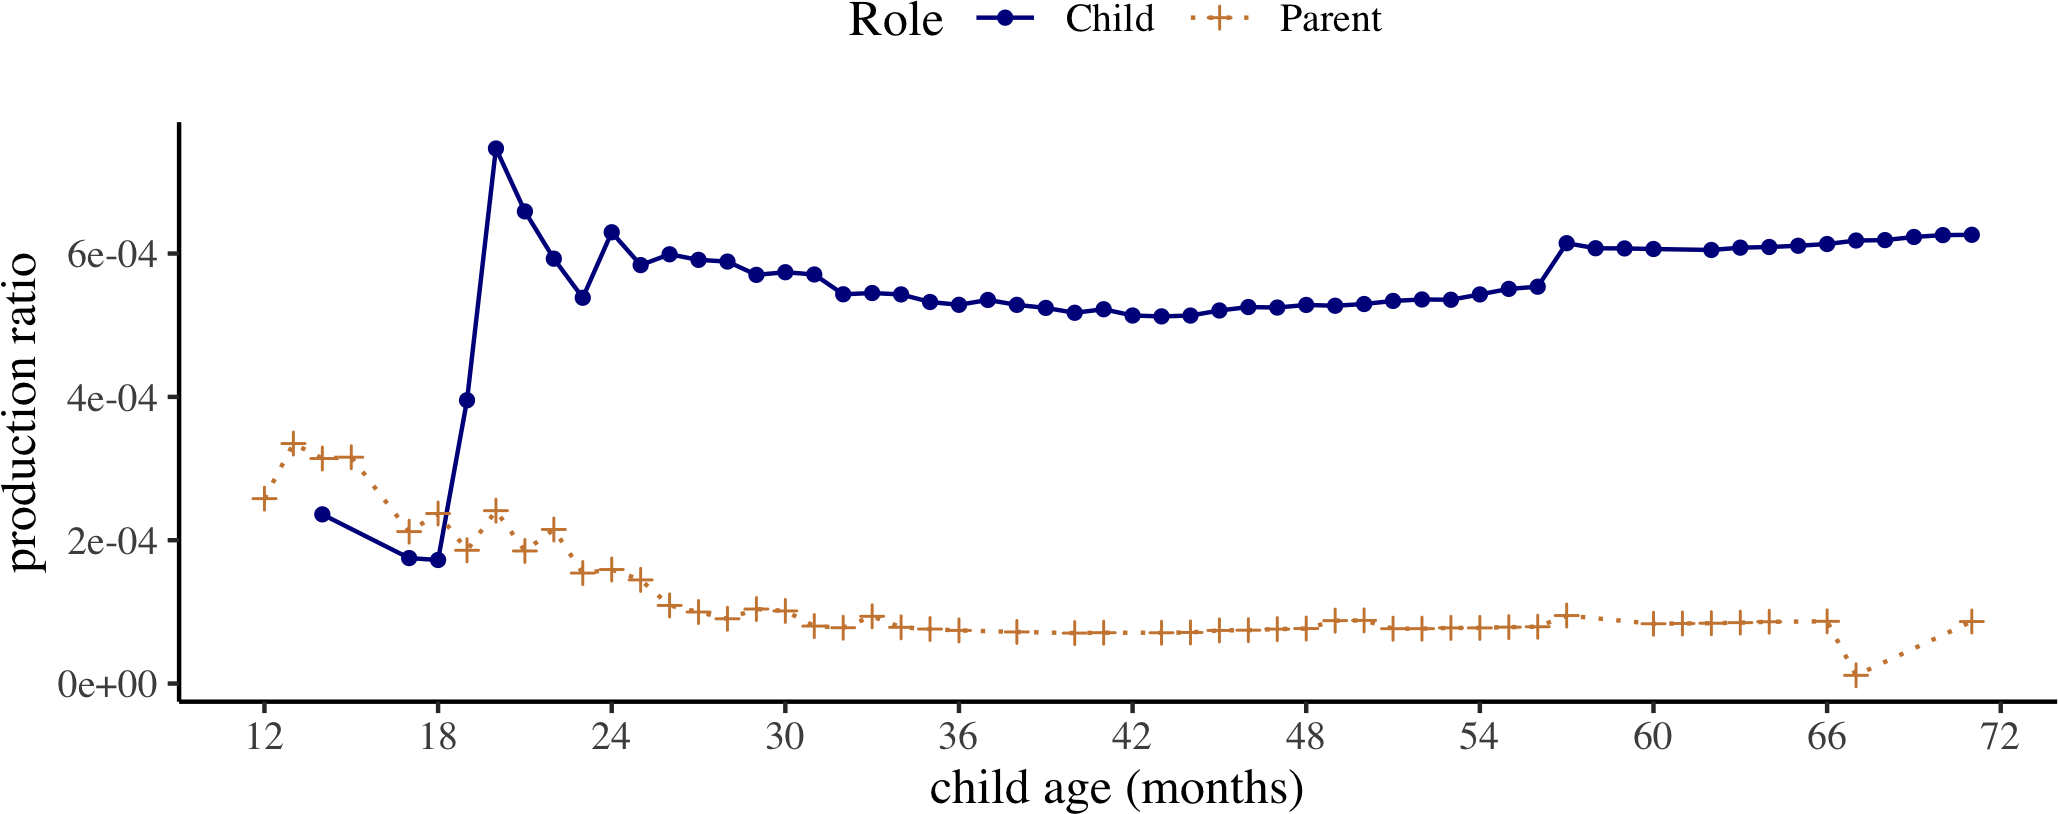 Role Child Parent
production ratio
6e-04
4e-04
2e-04
0e+00
12 18 24 30 36 42 48 54 60 66 72
child age (months)